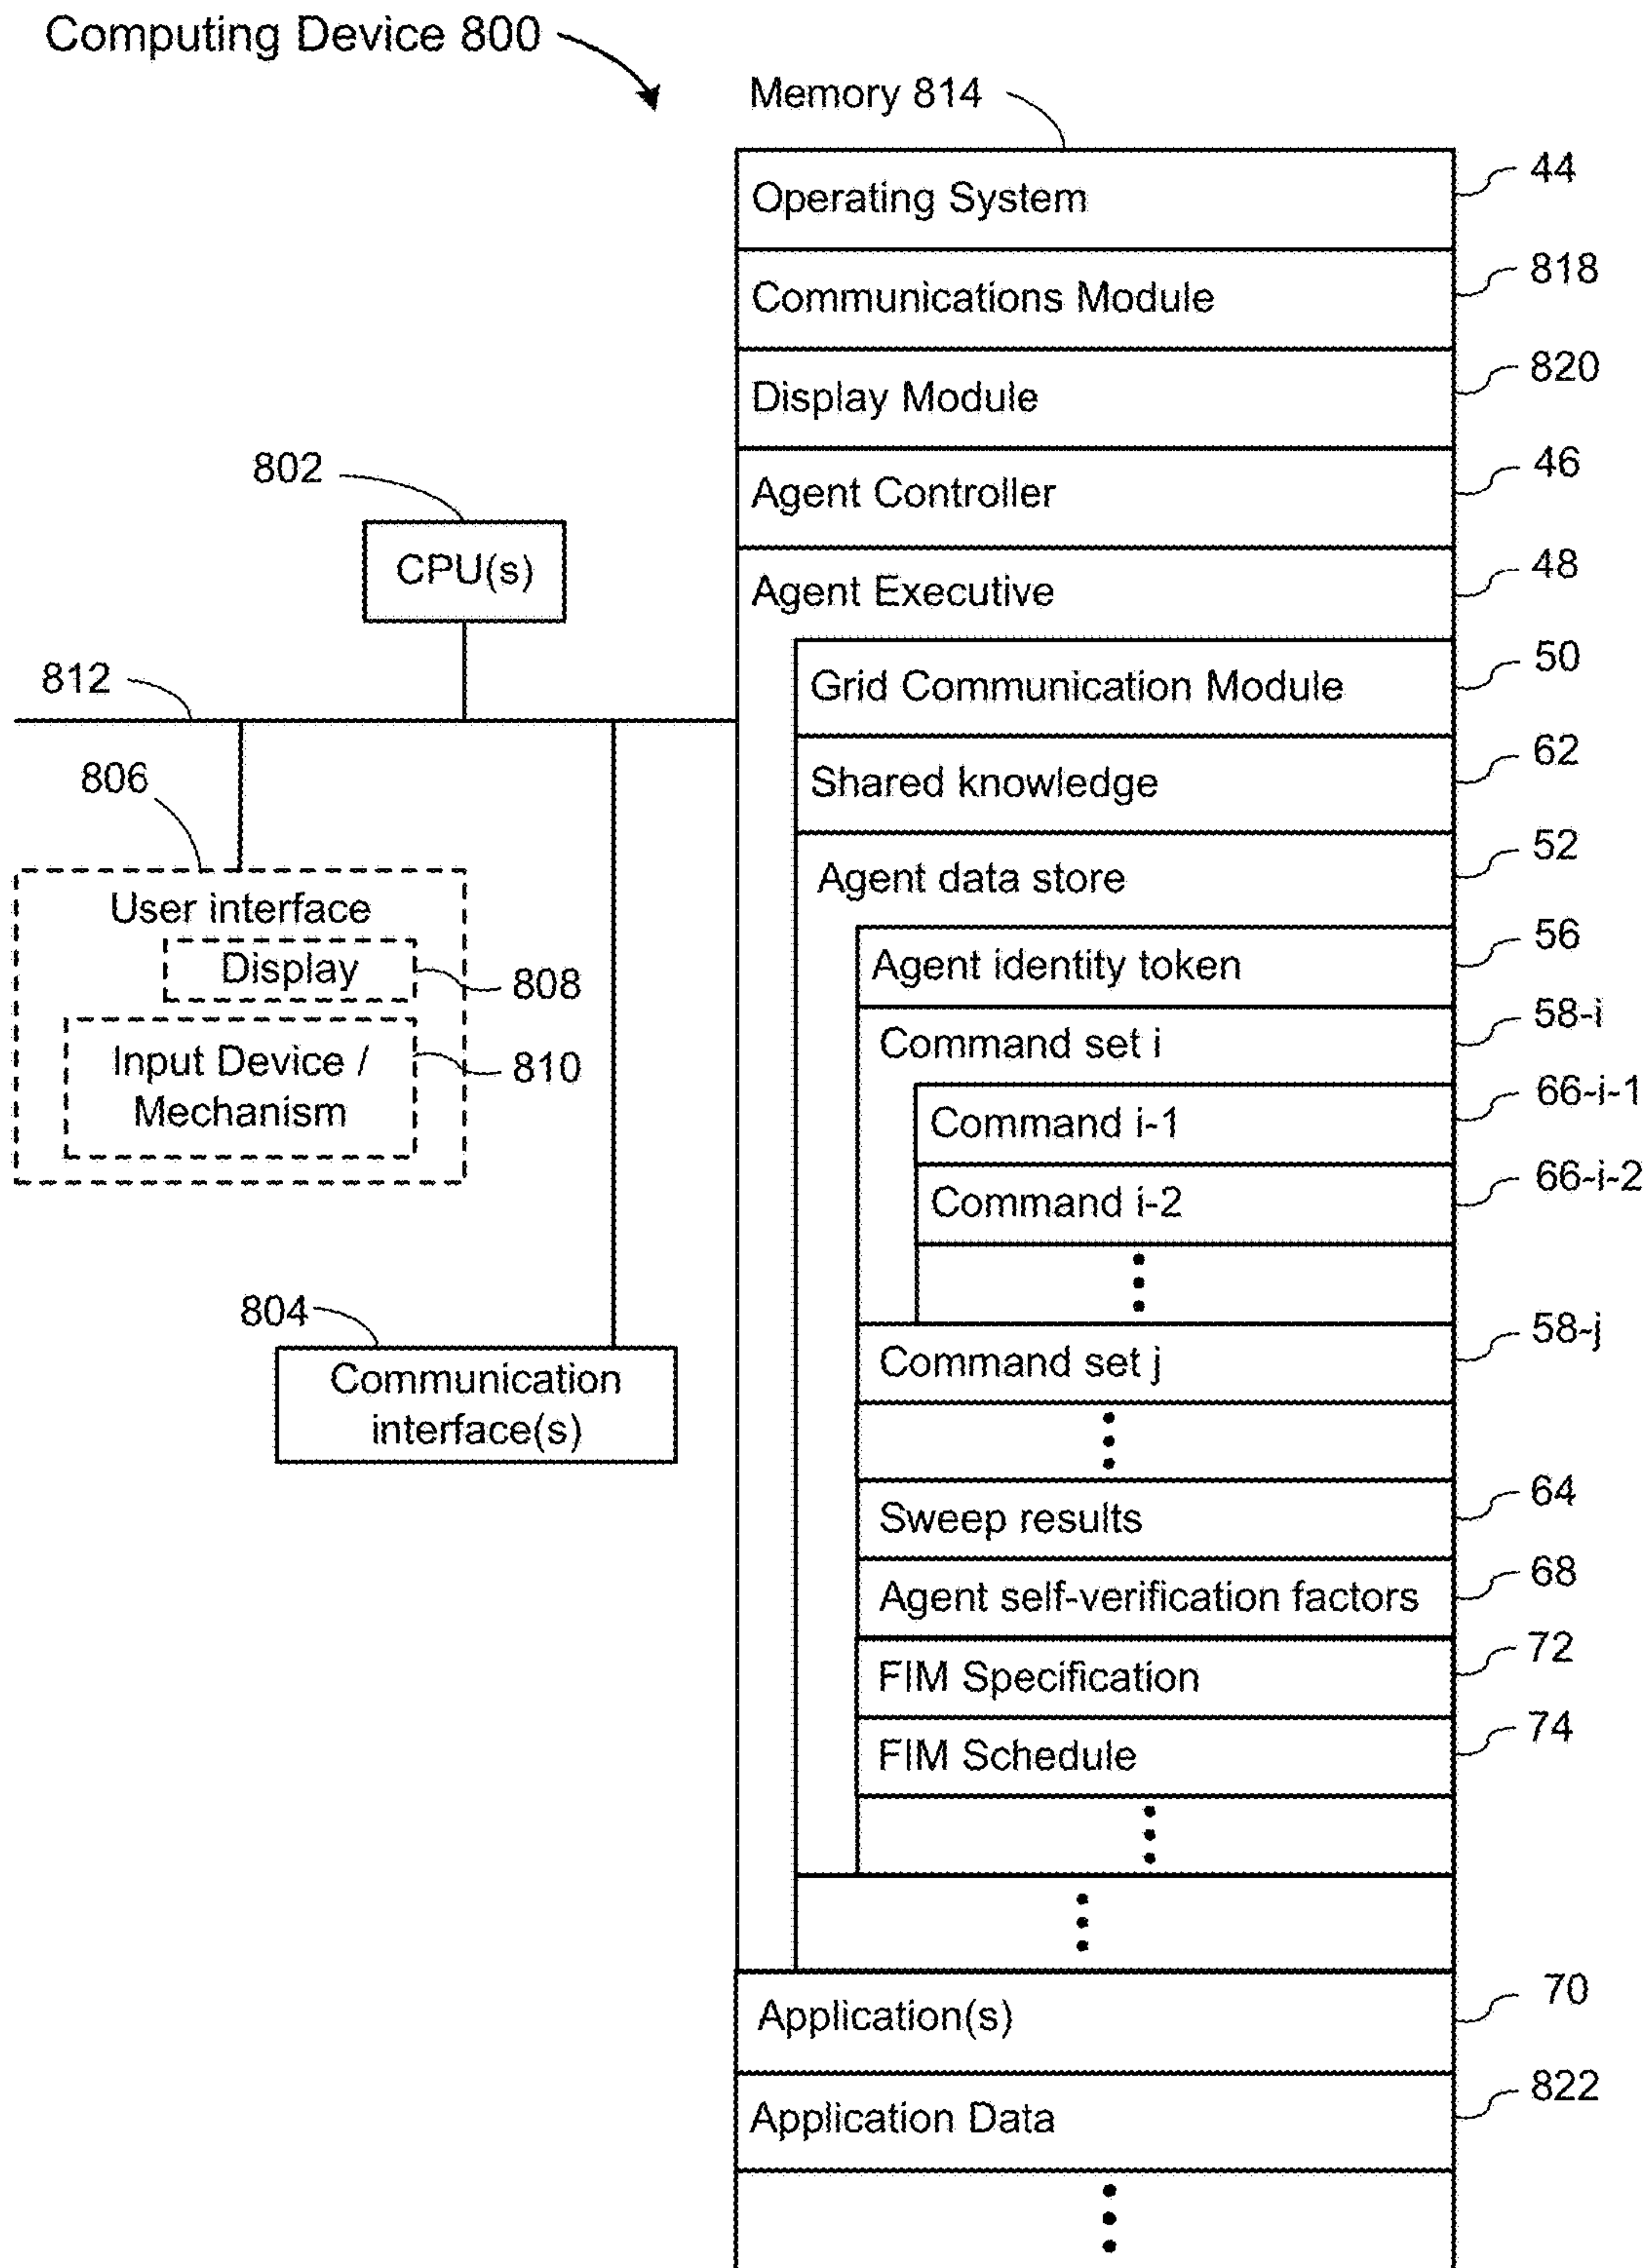 Computing Device 800
Memory 814
Operating System 44
Communications Module 818
Display Module 820
Agent Controller 46
Agent Executive 48
Grid Communication Module 50
Shared knowledge 62
Agent data store 52
Agent identity token 56
Command set i 58-i
Command i-1 66-i-1
Command i-2 66-i-2
Command set j 58-j
Sweep results 64
Agent self-verification factors 68
FIM Specification 72
FIM Schedule 74
Application(s) 70
Application Data 822
802
CPU(s)
812
806
User interface
Display 808
Input Device / 810
Mechanism
804
Communication
interface(s)